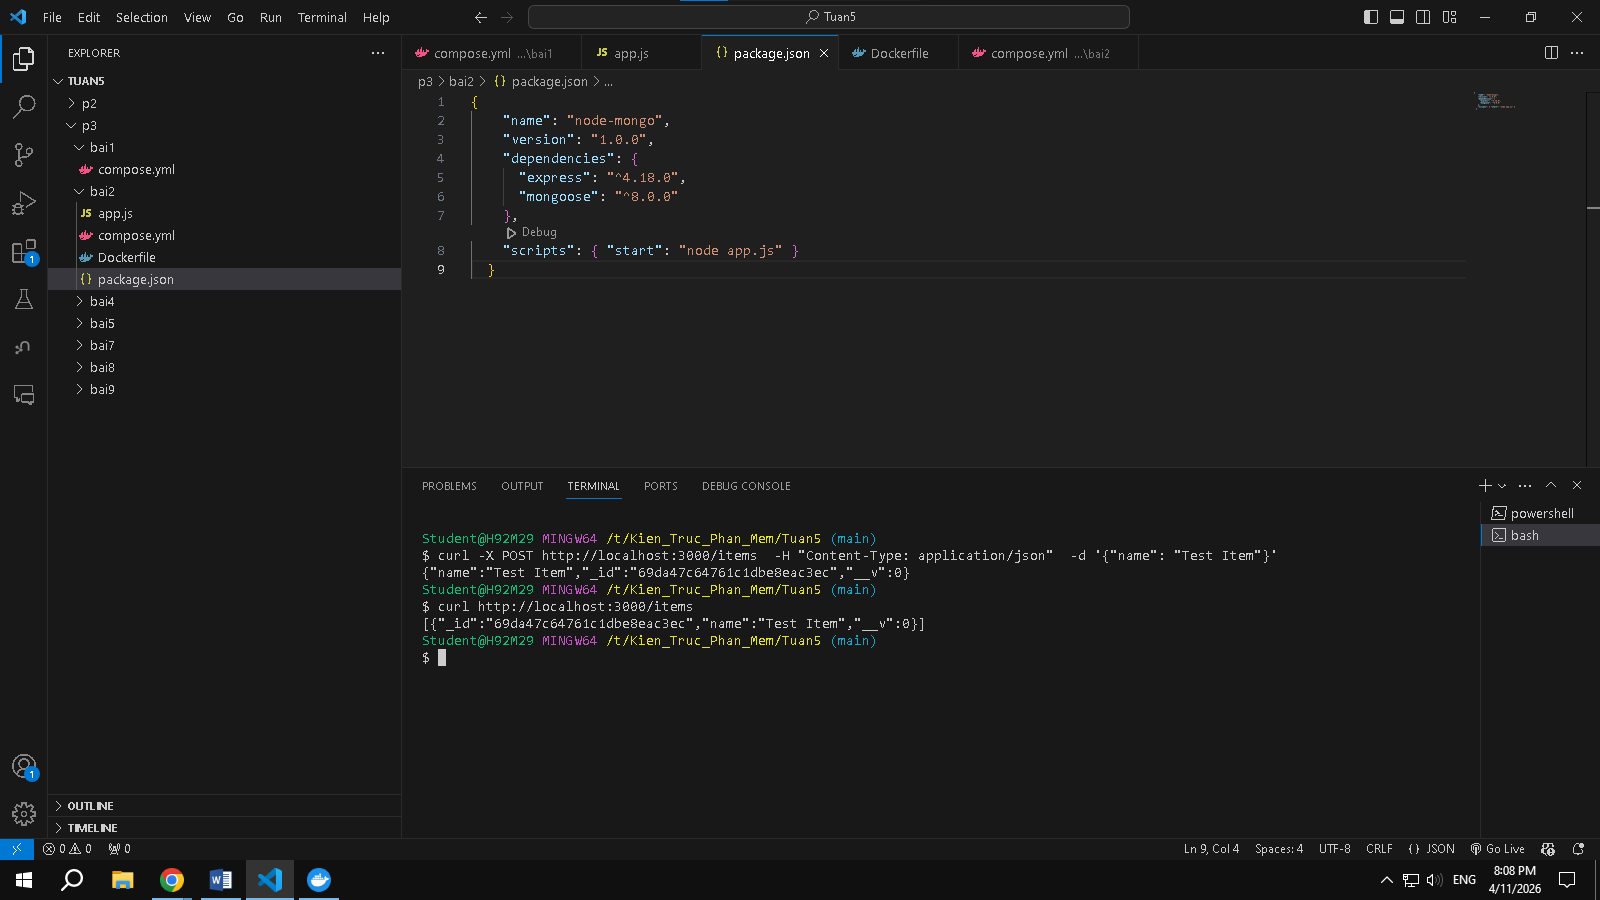 File Edit Selection View Go Run Terminal Help
Tuan5
EXPLORER
TUAN5
p2
p3
bai1
compose.yml
bai2
JS app.js
compose.yml
Dockerfile
{} package.json
bai4
bai5
bai7
bai8
bai9
OUTLINE
TIMELINE
compose.yml ...\bai1
JS app.js
{} package.json
Dockerfile
compose.yml ...\bai2
p3 > bai2 > {} package.json > ...
1 {
2 "name": "node-mongo",
3 "version": "1.0.0",
4 "dependencies": {
5 "express": "^4.18.0",
6 "mongoose": "^8.0.0"
7 },
Debug
8 "scripts": { "start": "node app.js" }
9 }
PROBLEMS OUTPUT TERMINAL PORTS DEBUG CONSOLE
powershell
bash
Student@H92M29 MINGW64 /t/Kien_Truc_Phan_Mem/Tuan5 (main)
$ curl -X POST http://localhost:3000/items  -H "Content-Type: application/json"  -d '{"name": "Test Item"}'
{"name":"Test Item","_id":"69da47c64761c1dbe8eac3ec","__v":0}
Student@H92M29 MINGW64 /t/Kien_Truc_Phan_Mem/Tuan5 (main)
$ curl http://localhost:3000/items
[{"_id":"69da47c64761c1dbe8eac3ec","name":"Test Item","__v":0}]
Student@H92M29 MINGW64 /t/Kien_Truc_Phan_Mem/Tuan5 (main)
$
1
1
0 0 0
Ln 9, Col 4 Spaces: 4 UTF-8 CRLF {} JSON Go Live
ENG
8:08 PM
4/11/2026